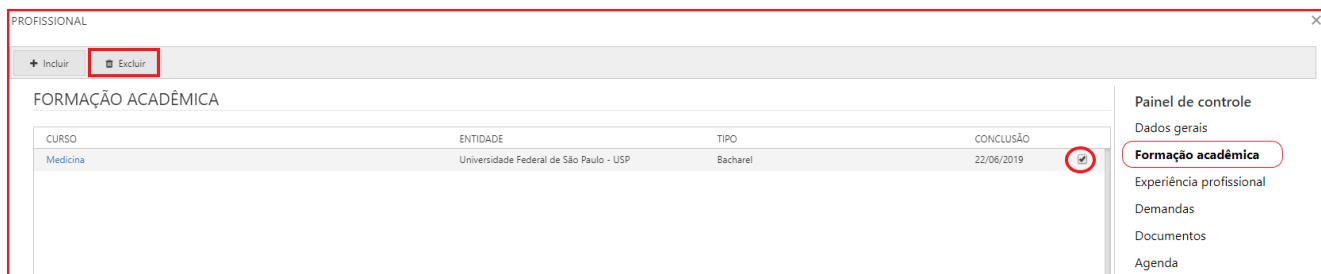 PROFISSIONAL
Incluir Excluir
FORMAÇÃO ACADÊMICA
CURSO ENTIDADE TIPO CONCLUSÃO
Medicina Universidade Federal de São Paulo - USP Bacharel 22/06/2019
Painel de controle
Dados gerais
Formação acadêmica
Experiência profissional
Demandas
Documentos
Agenda